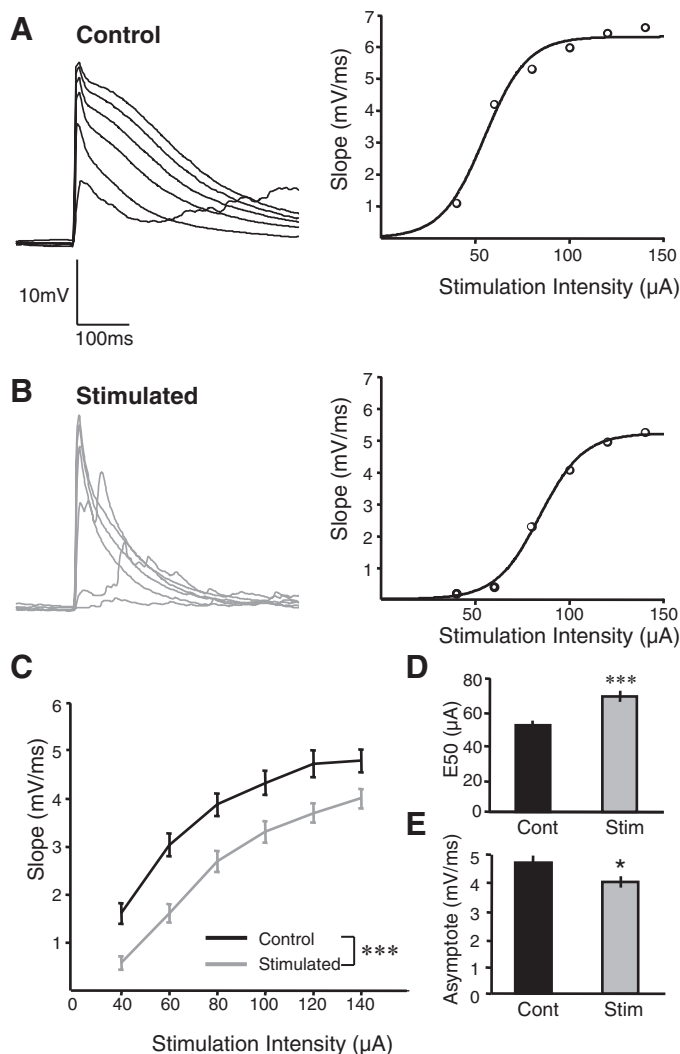 A
Control
10mV
100ms
Slope (mV/ms)
7
6
5
4
3
2
1
50 100 150
Stimulation Intensity (µA)
B
Stimulated
Slope (mV/ms)
7
6
5
4
3
2
1
50 100 150
Stimulation Intensity (µA)
C
Slope (mV/ms)
6
5
4
3
2
1
0 40 60 80 100 120 140
Control
Stimulated
***
Stimulation Intensity (µA)
D
E50 (µA)
80
60
40
20
0
***
Cont Stim
E
Asymptote (mV/ms)
5
4
3
2
1
0
*
Cont Stim